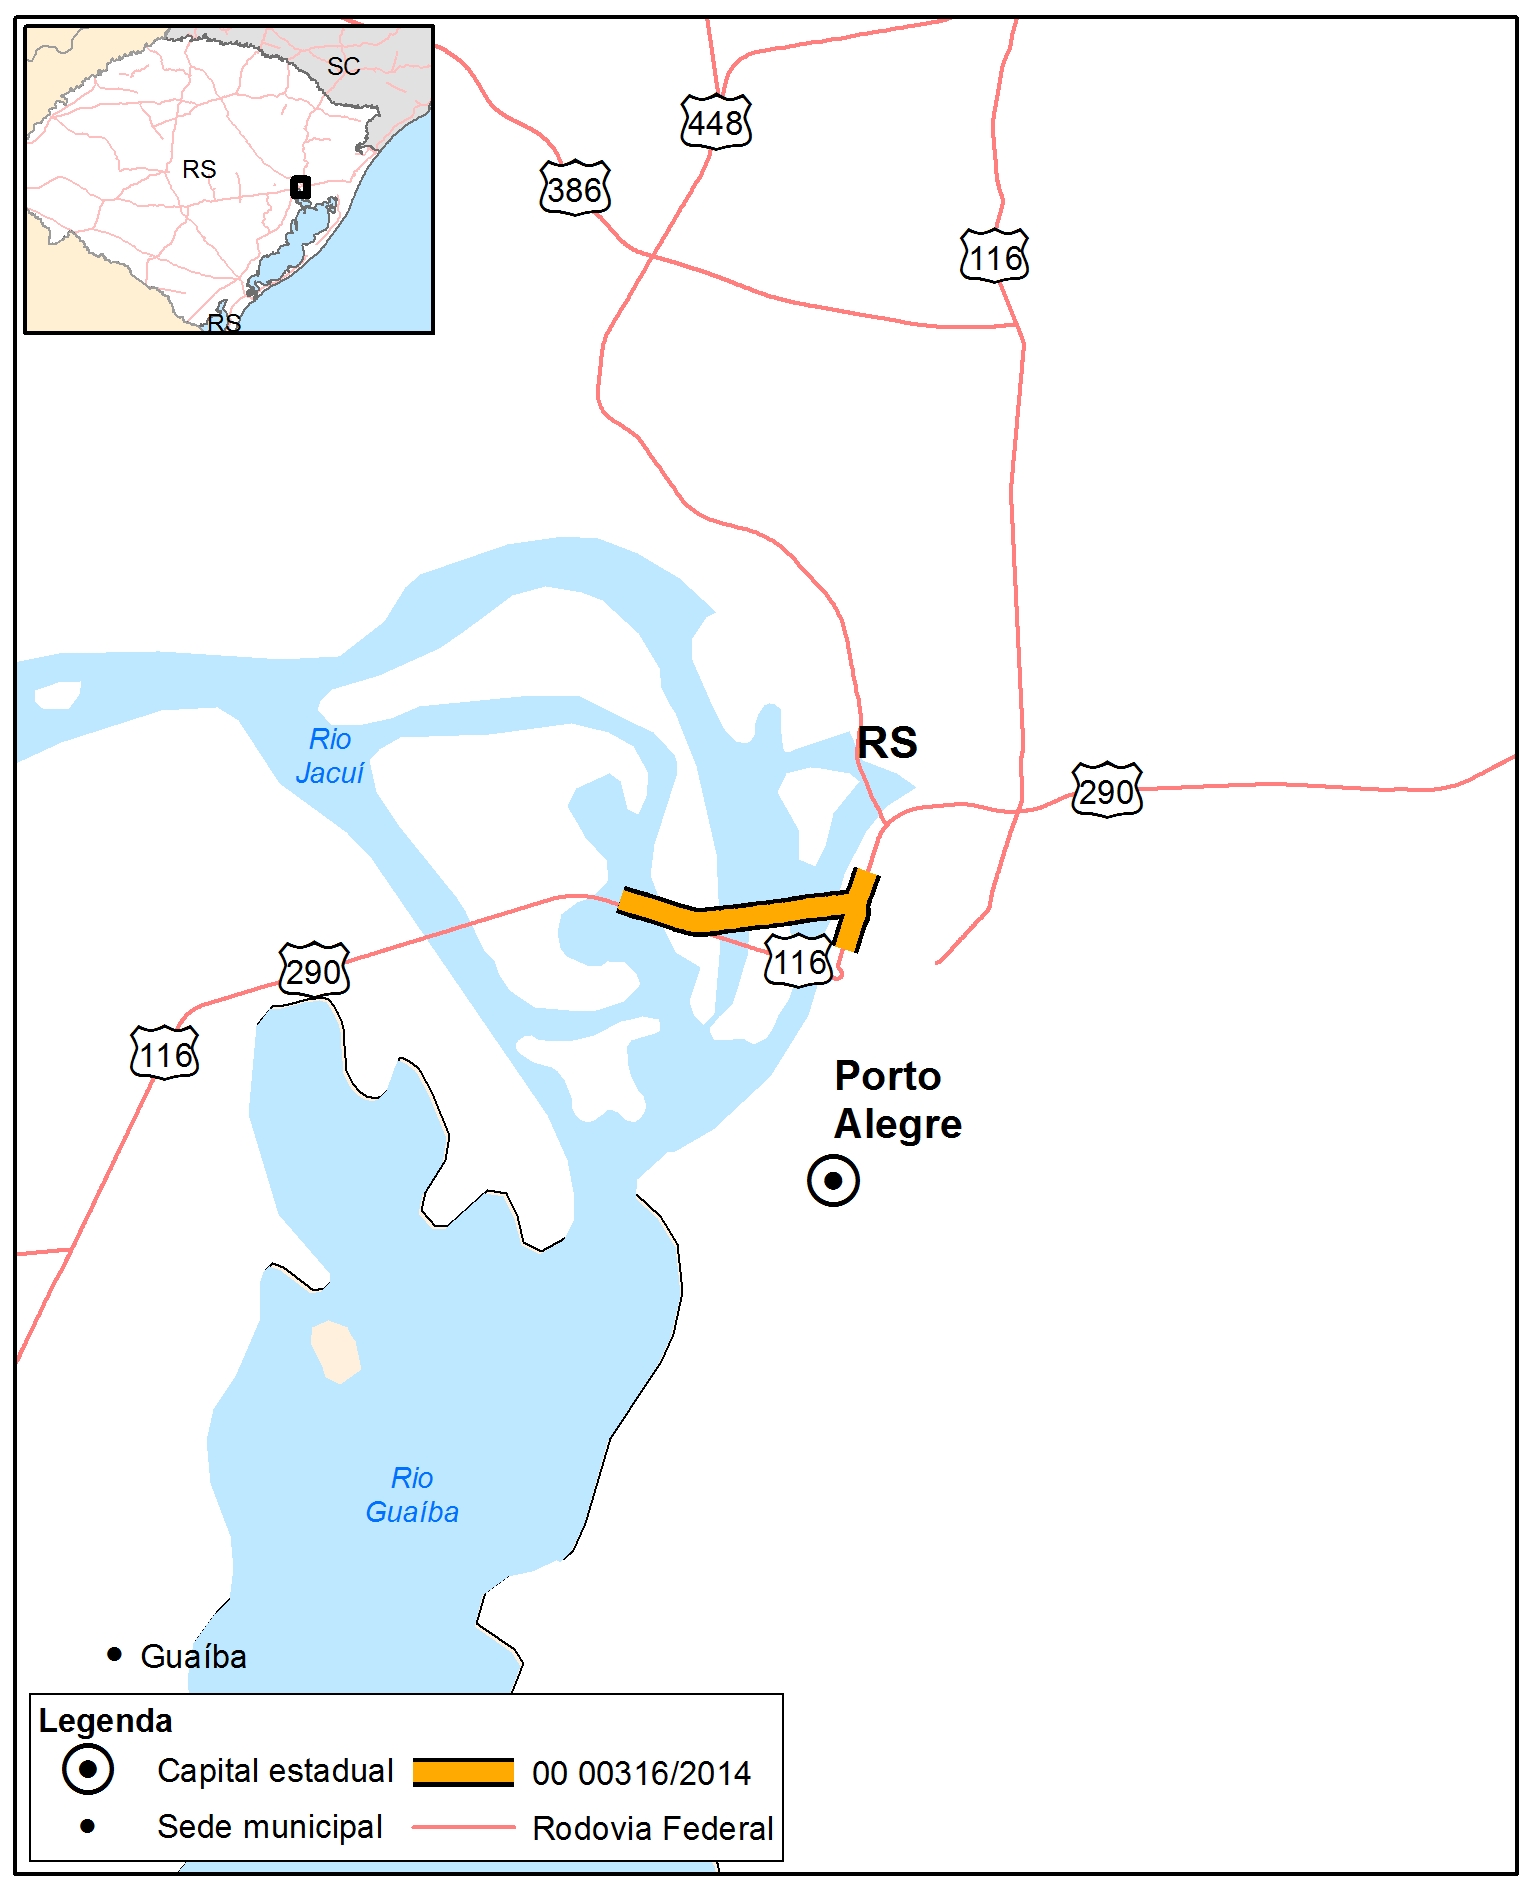 SC
RS
RS
448
386
116
Rio
Jacuí
RS
290
290
116
116
Porto
Alegre
Rio
Guaíba
Guaíba
Legenda
Capital estadual
00 00316/2014
Sede municipal
Rodovia Federal